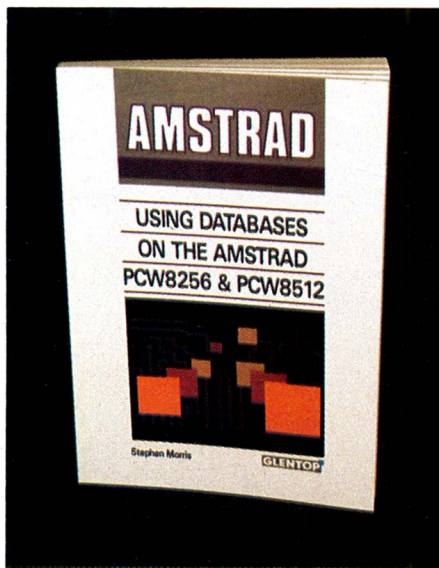 AMSTRAD
USING DATABASES
ON THE AMSTRAD
PCW8256 & PCW8512
Stephen Morris
GLENTOP